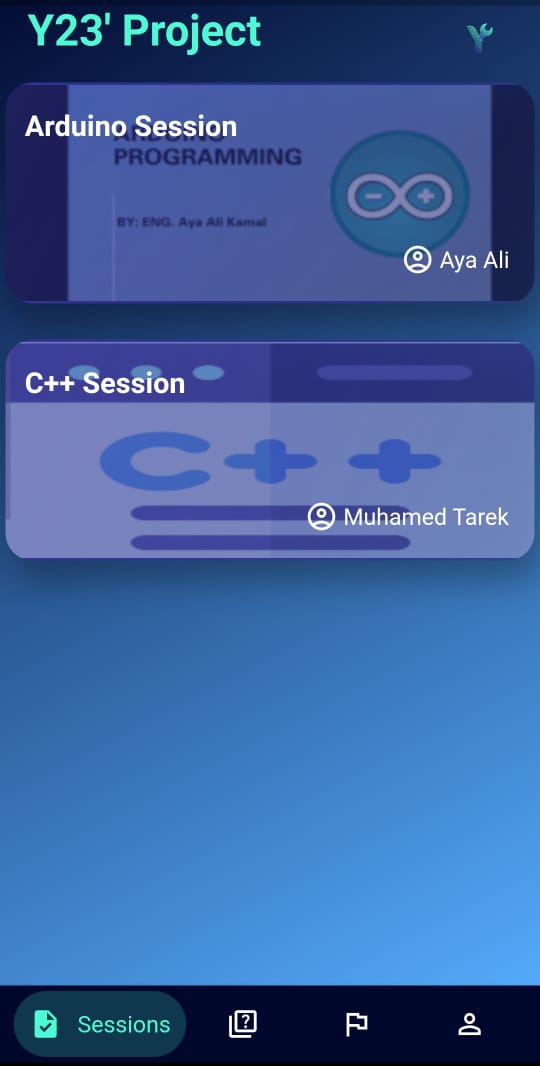 Y23' Project
Arduino Session
ARDUINO
PROGRAMMING
BY: ENG. Aya Ali Kamal
Aya Ali
C++ Session
C++
Muhamed Tarek
Sessions